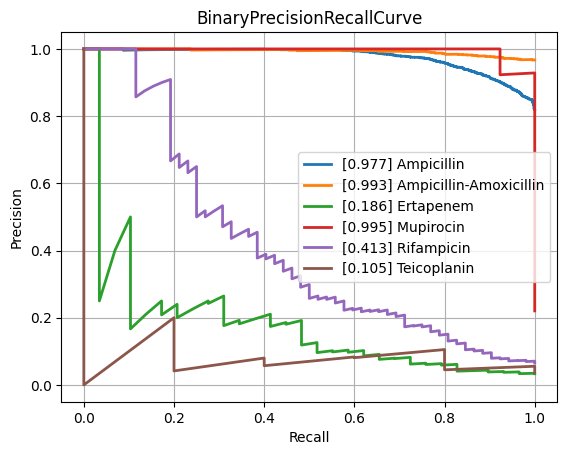 BinaryPrecisionRecallCurve
1.0
0.8
0.6
0.4
0.2
0.0
Precision
[0.977] Ampicillin
[0.993] Ampicillin-Amoxicillin
[0.186] Ertapenem
[0.995] Mupirocin
[0.413] Rifampicin
[0.105] Teicoplanin
0.0 0.2 0.4 0.6 0.8 1.0
Recall